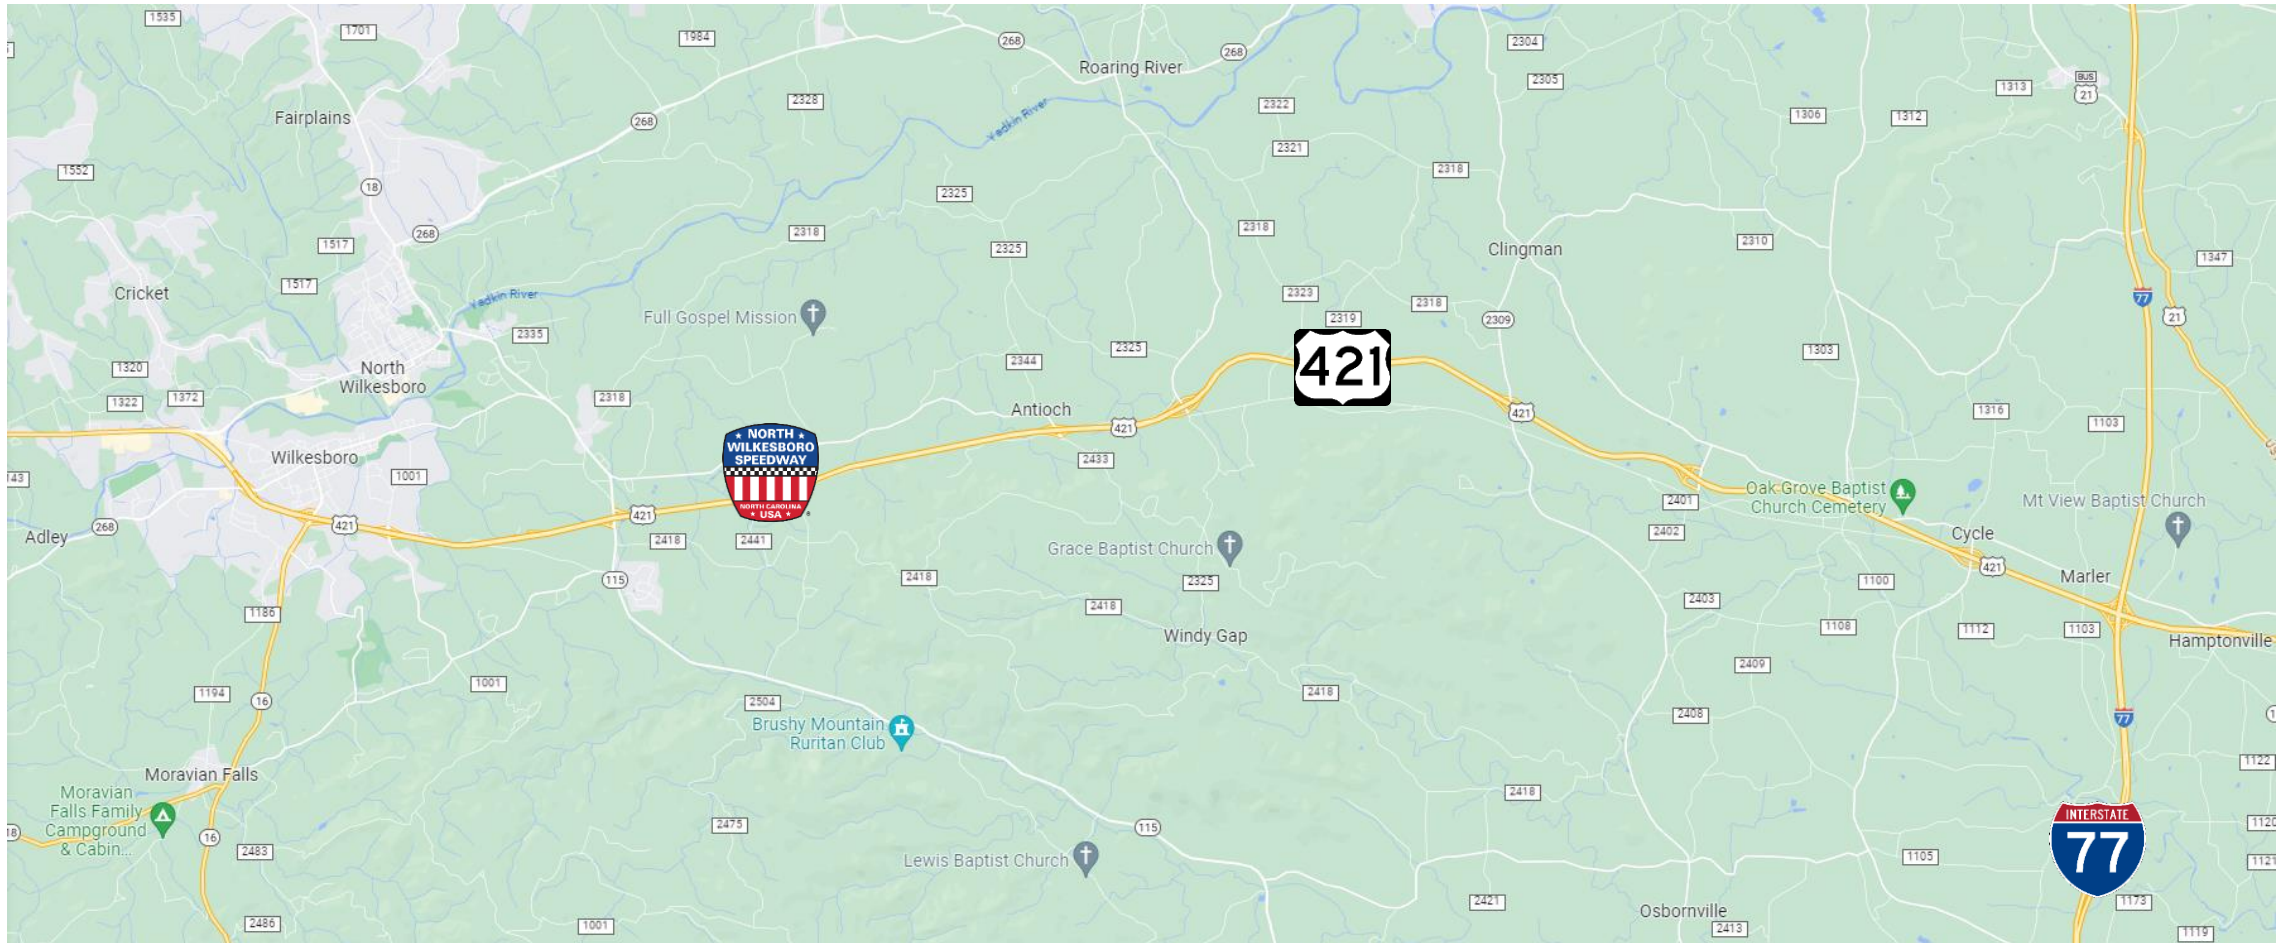 1535
1701
1984
268
Roaring River
268
2304
2305
BUS
21
1313
Fairplains
268
2328
Yadkin River
2322
1306
1312
1552
18
2321
2318
2325
268
1517
2318
2325
2318
Clingman
2310
1347
Cricket
1517
Yadkin River
77
21
2335
Full Gospel Mission
2323
2318
2319
2309
1320
North
Wilkesboro
2344
2325
421
1303
1322
1372
2318
Antioch
421
421
1316
1103
NORTH
WILKESBORO
SPEEDWAY
NORTH CAROLINA
USA
Wilkesboro
1001
2433
143
Oak Grove Baptist
Church Cemetery
2401
Mt View Baptist Church
268
421
421
2402
Adley
2418
2441
Grace Baptist Church
Cycle
421
Marler
115
2418
2325
1100
1186
2418
2403
1108
1112
1103
Windy Gap
Hamptonville
1194
16
1001
2504
2418
2409
2408
77
Brushy Mountain
Ruritan Club
Moravian Falls
1122
Moravian
Falls Family
Campground
& Cabin...
2418
18
16
2475
115
INTERSTATE
77
1120
2483
Lewis Baptist Church
1105
1121
2486
1001
2421
Osbornville
2413
1173
1119